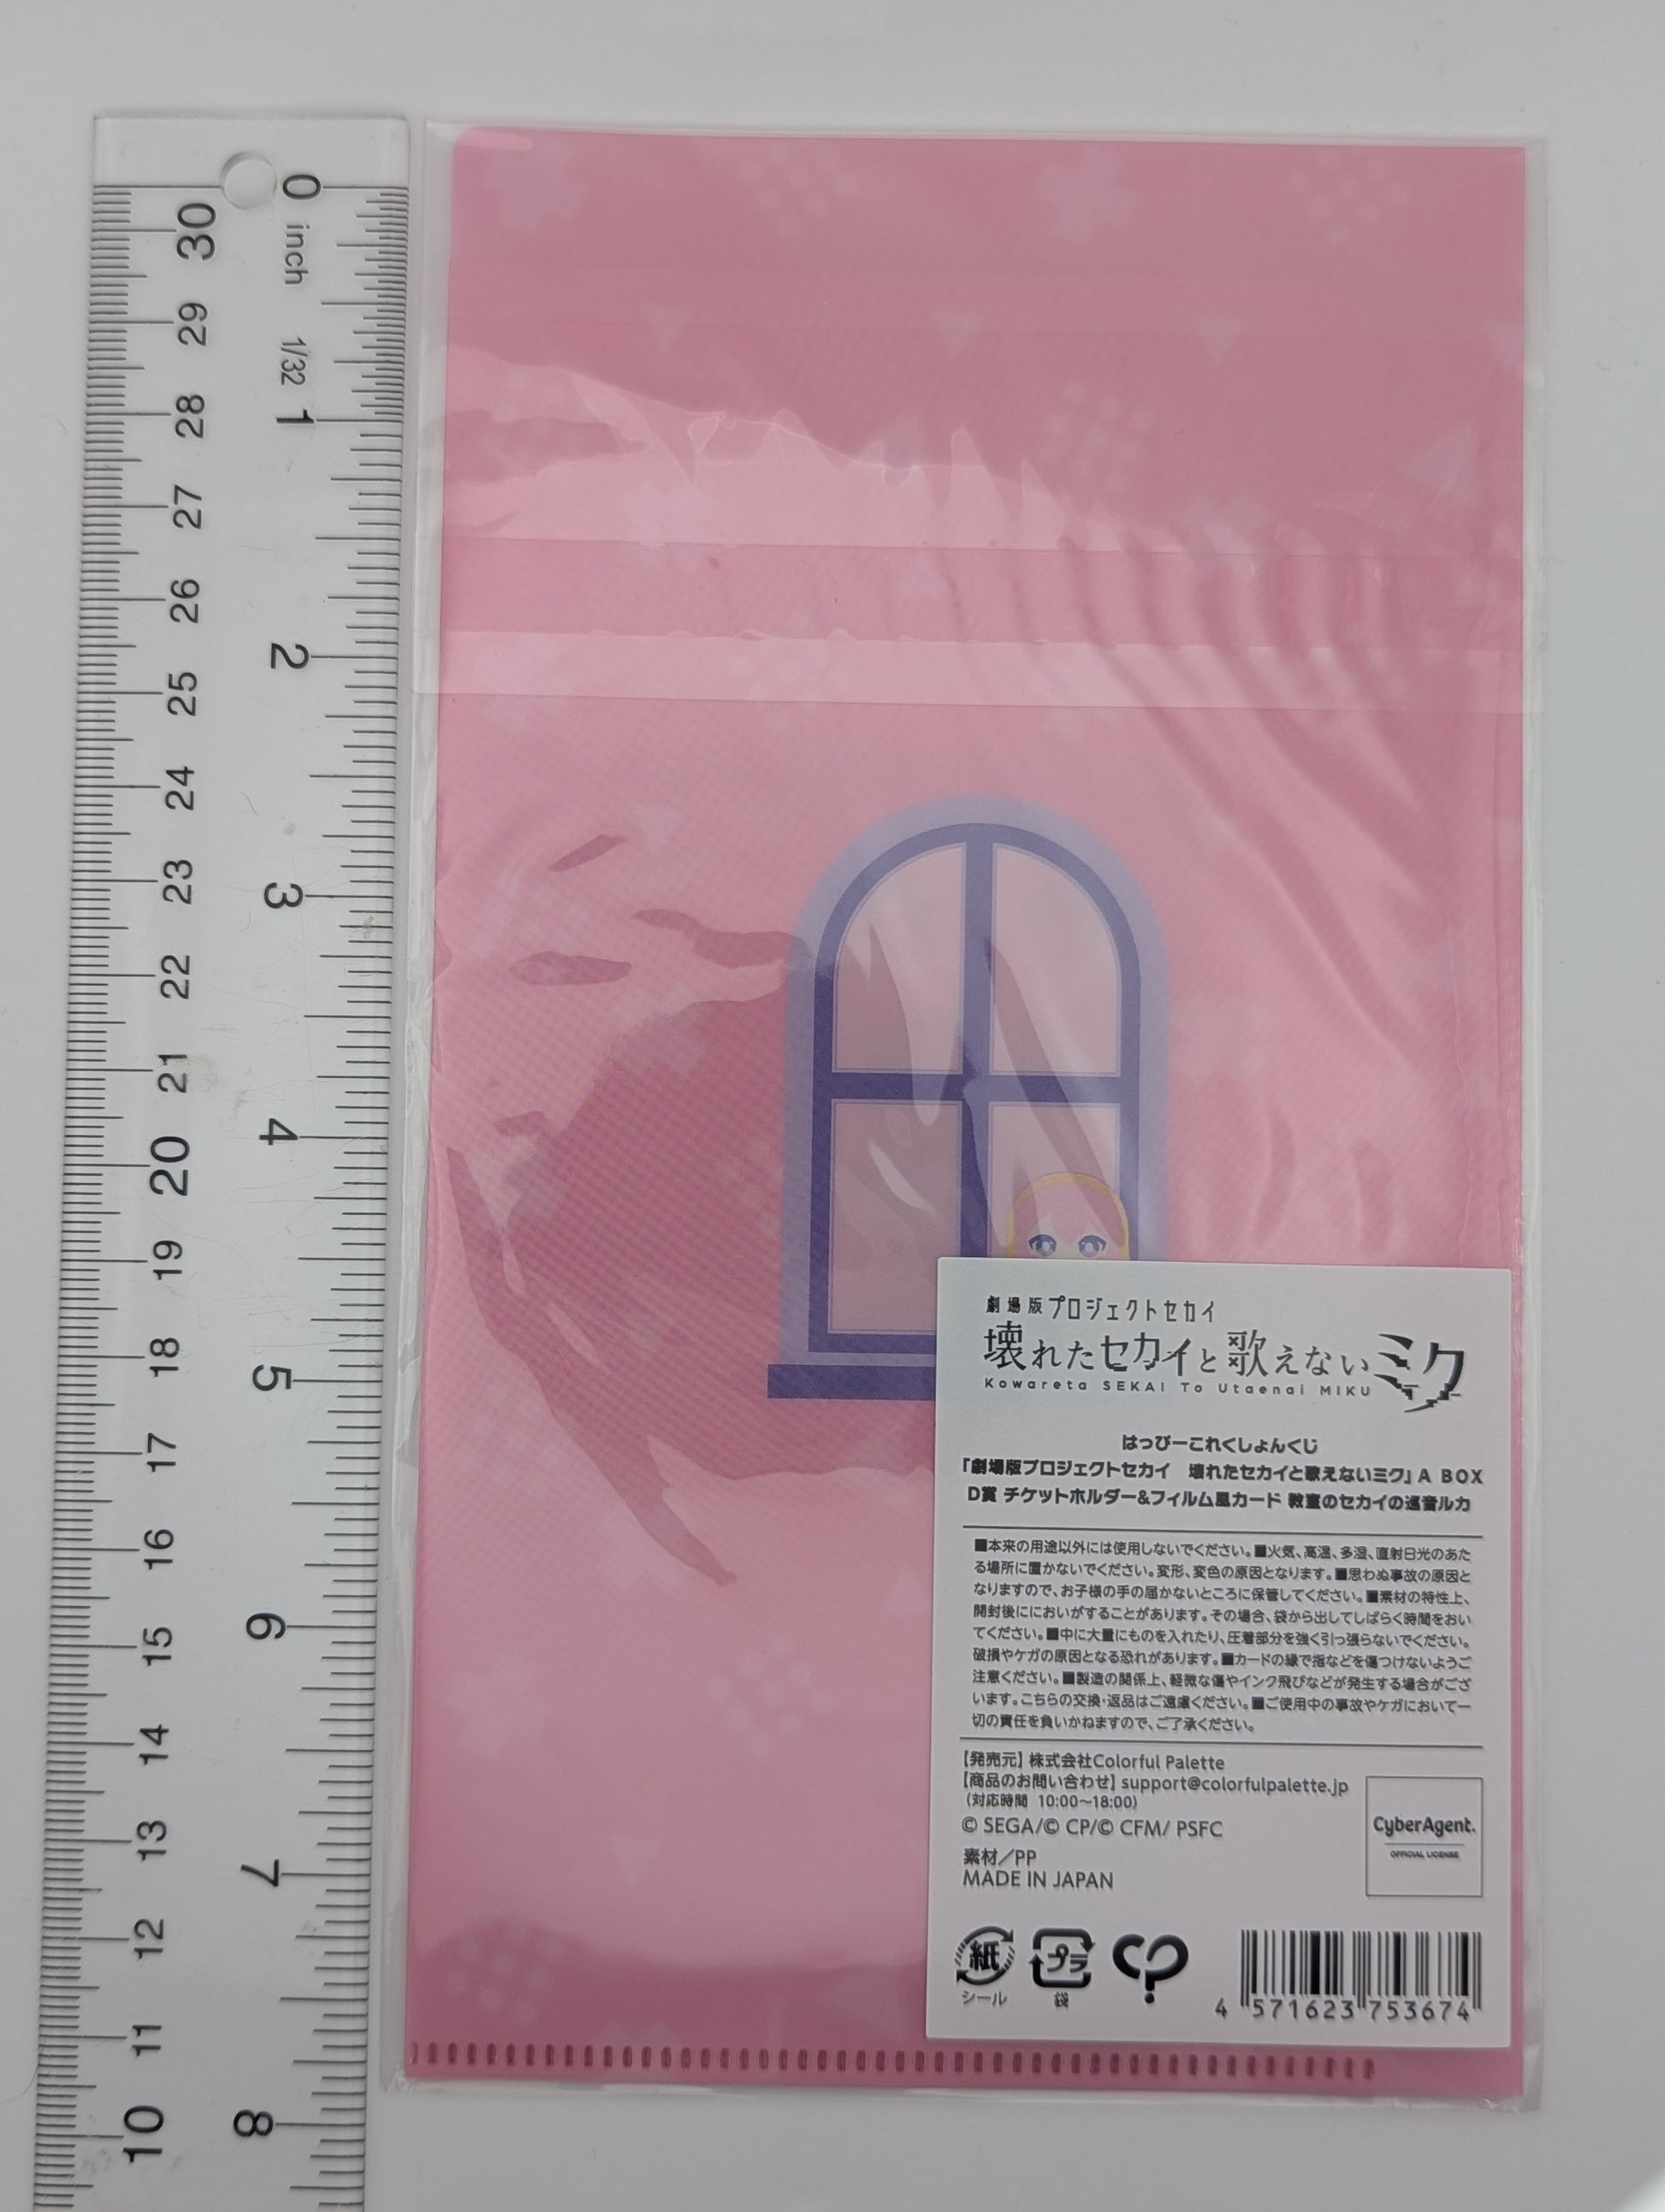 0 inch 1/32 1 2 3 4 5 6 7 8
30 29 28 27 26 25 24 23 22 21 20 19 18 17 16 15 14 13 12 11 10
劇場版プロジェクトセカイ
壊れたセカイと歌えないミク
Kowareta SEKAI To Utaenai MIKU
はっぴーこれくしょんくじ
「劇場版プロジェクトセカイ　壊れたセカイと歌えないミク」A BOX
D賞 チケットホルダー&フィルム風カード 教室のセカイの巡音ルカ
■本来の用途以外には使用しないでください。■火気、高温、多湿、直射日光のあた
る場所に置かないでください。変形、変色の原因となります。■思わぬ事故の原因と
なりますので、お子様の手の届かないところに保管してください。■素材の特性上、
開封後ににおいがすることがあります。その場合、袋から出してしばらく時間をおい
てください。■中に大量にものを入れたり、圧着部分を強く引っ張らないでください。
破損やケガの原因となる恐れがあります。■カードの縁で指などを傷つけないようご
注意ください。■製造の関係上、軽微な傷やインク飛びなどが発生する場合がござ
います。こちらの交換・返品はご遠慮ください。■ご使用中の事故やケガにおいて一
切の責任を負いかねますので、ご了承ください。
【発売元】株式会社Colorful Palette
【商品のお問い合わせ】support@colorfulpalette.jp
(対応時間 10:00～18:00)
© SEGA/© CP/© CFM/ PSFC
素材／PP
MADE IN JAPAN
CyberAgent.
OFFICIAL LICENSE
紙
シール
プラ
袋
4 571623 753674